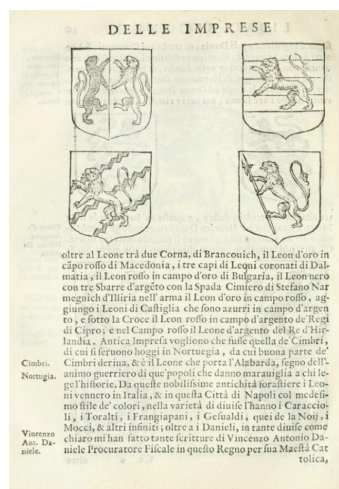 DELLE IMPRESE
oltre al Leone trà due Corna, di Brancouich, il Leon d'oro in
cãpo rosso di Macedonia, i tre capi di Leoni coronati di Dal-
matia, il Leon rosso in campo d'oro di Bulgaria, il Leon nero
con tre Sbarre d'argẽto con la Spada Cimiero di Stefano Nar
megnich d'Illiria nell'arma il Leon d'oro in campo rosso, ag-
giungo i Leoni di Castiglia che sono azurri in campo d'argen
to, e sotto la Croce il Leon rosso in campo d'argento de' Regi
di Cipro; e nel Campo rosso il Leone d'argento del Re d'Hir-
landia, Antica Impresa vogliono che fusse quella de' Cimbri,
di cui si seruono hoggi in Nortuegia, da cui buona parte de'
Cimbri deriua, & è il Leone che porta l'Alabarda, segno dell'-
animo guerriero di que' popoli che danno marauiglia a chi le-
ge l'historie. Da queste nobilissime antichità forastiere i Leo-
ni vennero in Italia, & in questa Città di Napoli col medesi-
mo stile de' colori, nella varietà di diuise l'hanno i Caraccio-
li, i Toralti, i Frangipani, i Gesualdi, quei de la Noij, i
Mocci, & altri infiniti; oltre a i Danieli, in tante diuise come
chiaro mi han fatto tante scritture di Vincenzo Antonio Da-
niele Procuratore Fiscale in questo Regno per sua Maestà Cat
tolica,
Cimbri.
Nortugia.
Vincenzo
Ant. Da-
niele.